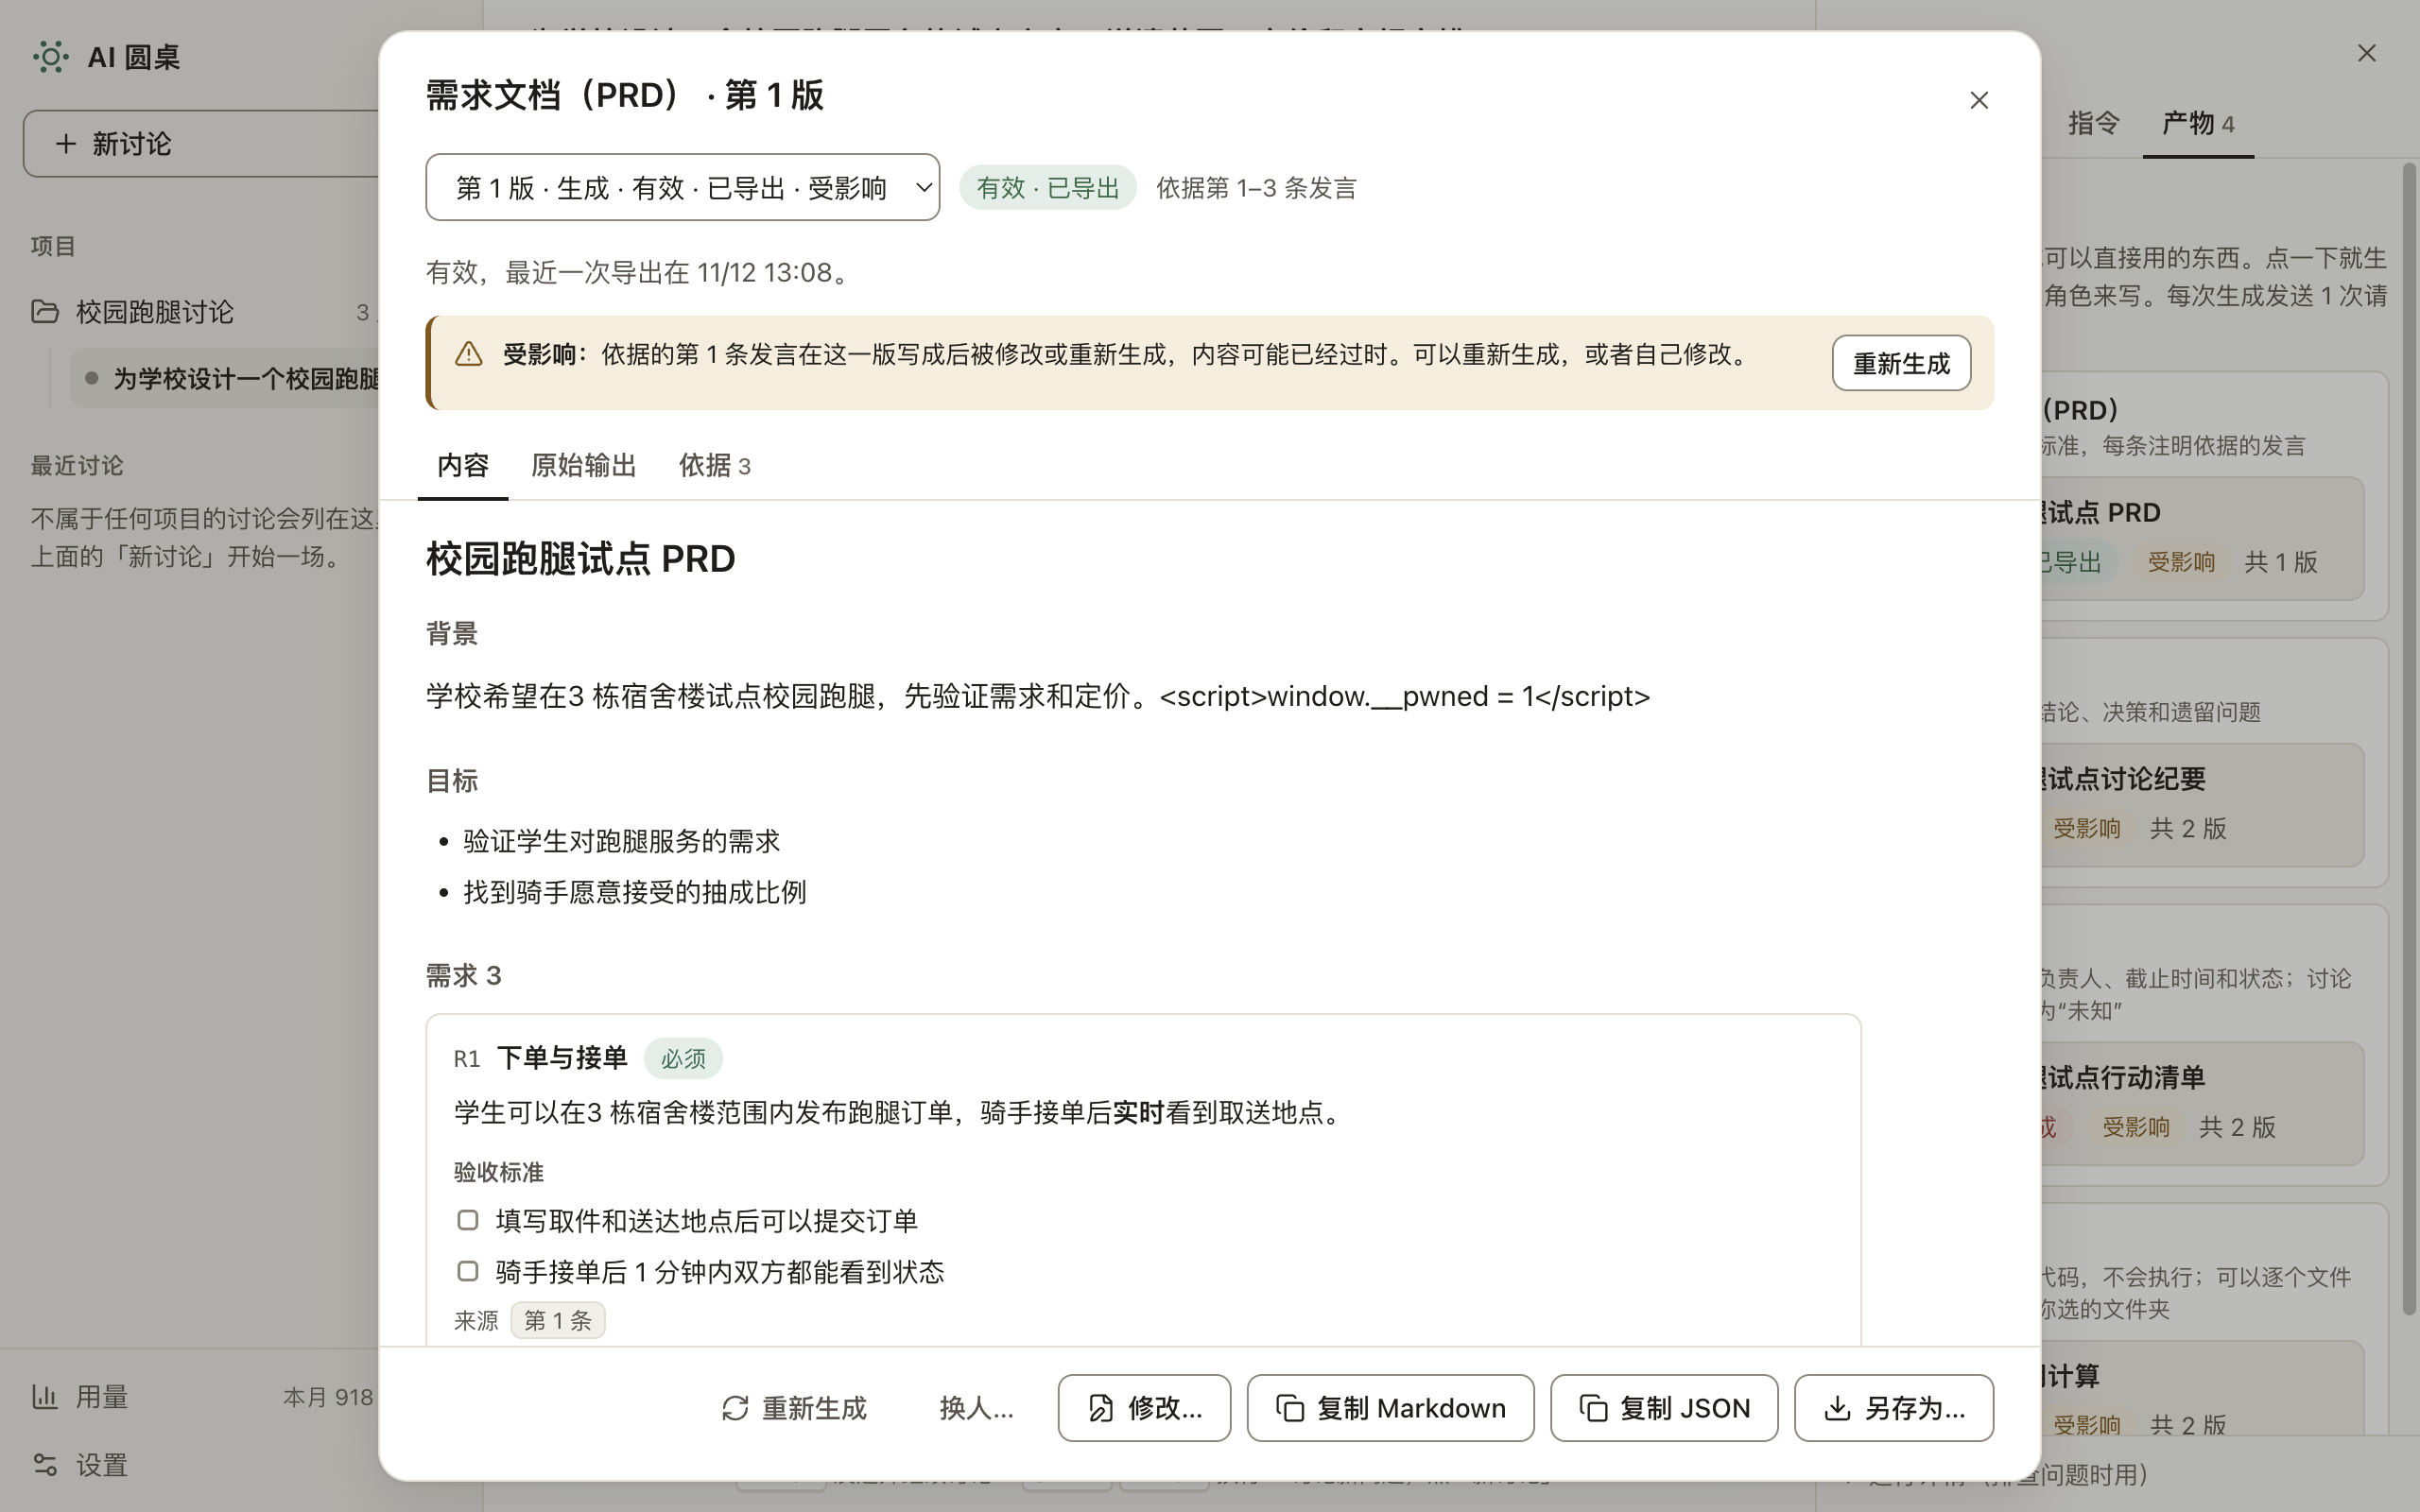 AI 圆桌
新讨论
项目
校园跑腿讨论 3
为学校设计一个校园跑腿
最近讨论
不属于任何项目的讨论会列在这
上面的「新讨论」开始一场。
用量 本月 918
设置
需求文档（PRD） · 第 1 版
第 1 版 · 生成 · 有效 · 已导出 · 受影响
有效 · 已导出
依据第 1–3 条发言
有效，最近一次导出在 11/12 13:08。
受影响：依据的第 1 条发言在这一版写成后被修改或重新生成，内容可能已经过时。可以重新生成，或者自己修改。
重新生成
内容 原始输出 依据 3
校园跑腿试点 PRD
背景
学校希望在3 栋宿舍楼试点校园跑腿，先验证需求和定价。<script>window.__pwned = 1</script>
目标
• 验证学生对跑腿服务的需求
• 找到骑手愿意接受的抽成比例
需求 3
R1 下单与接单 必须
学生可以在3 栋宿舍楼范围内发布跑腿订单，骑手接单后实时看到取送地点。
验收标准
填写取件和送达地点后可以提交订单
骑手接单后 1 分钟内双方都能看到状态
来源 第 1 条
重新生成 换人... 修改... 复制 Markdown 复制 JSON 另存为...
指令 产物 4
可以直接用的东西。点一下就生
角色来写。每次生成发送 1 次请
（PRD）
标准，每条注明依据的发言
试点 PRD
已导出 受影响 共 1 版
结论、决策和遗留问题
试点讨论纪要
受影响 共 2 版
负责人、截止时间和状态；讨论
为“未知”
试点行动清单
成 受影响 共 2 版
代码，不会执行；可以逐个文件
你选的文件夹
计算
受影响 共 2 版
问题时用）